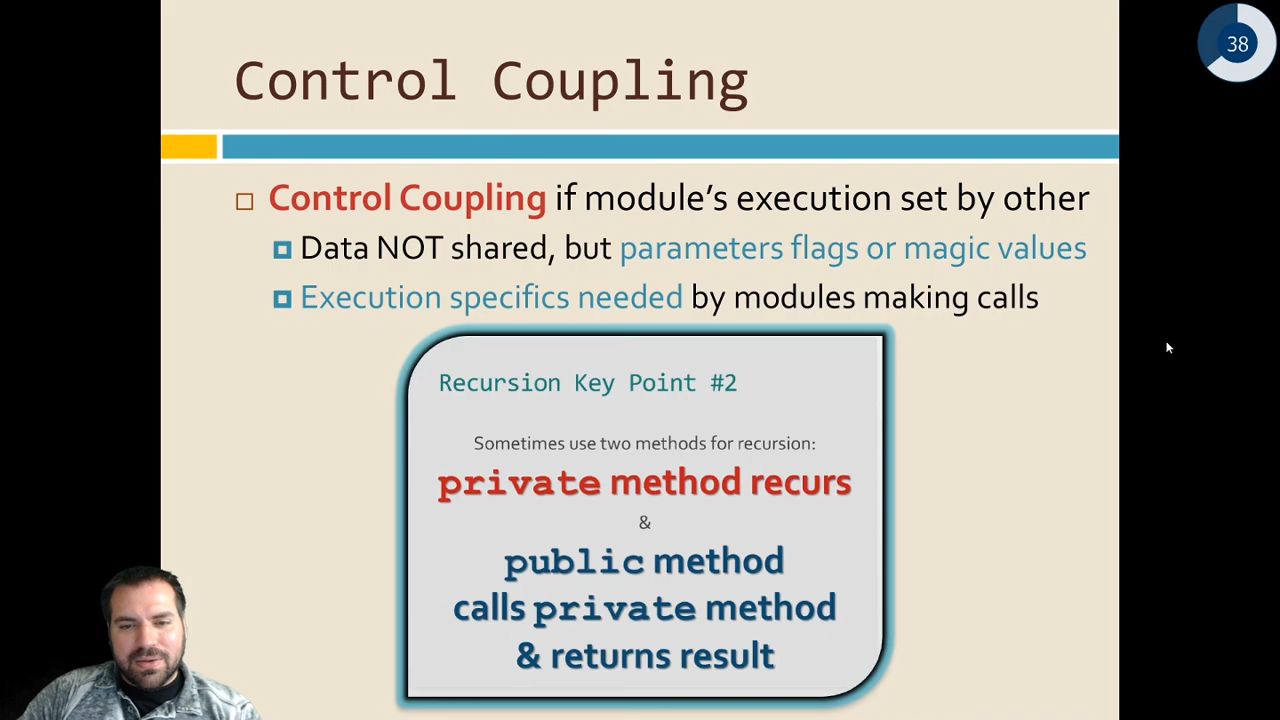 Control Coupling
38
Control Coupling if module's execution set by other
Data NOT shared, but parameters flags or magic values
Execution specifics needed by modules making calls
Recursion Key Point #2
Sometimes use two methods for recursion:
private method recurs
&
public method
calls private method
& returns result